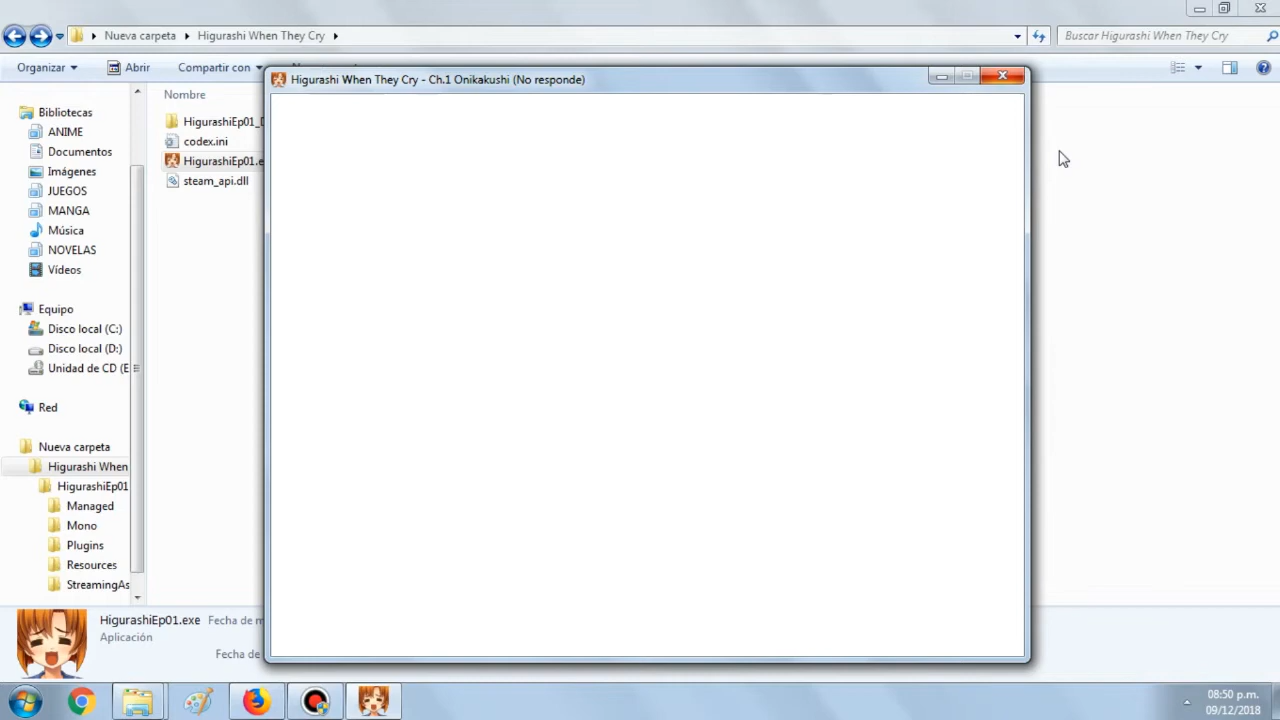 Nueva carpeta Higurashi When They Cry
Buscar Higurashi When They Cry
Organizar Abrir Compartir con
Higurashi When They Cry - Ch.1 Onikakushi (No responde)
Nombre
HigurashiEp01_D
codex.ini
HigurashiEp01.e
steam_api.dll
Bibliotecas
ANIME
Documentos
Imágenes
JUEGOS
MANGA
Música
NOVELAS
Vídeos
Equipo
Disco local (C:)
Disco local (D:)
Unidad de CD (E
Red
Nueva carpeta
Higurashi When
HigurashiEp01
Managed
Mono
Plugins
Resources
StreamingAs
HigurashiEp01.exe Fecha de m
Aplicación
Fecha de
08:50 p.m.
09/12/2018